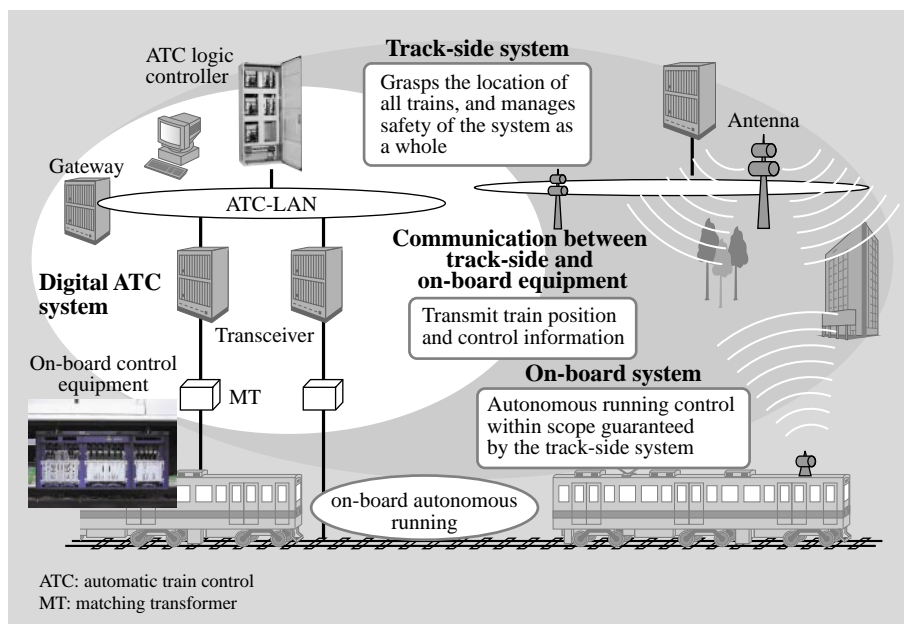 ATC logic
controller
Track-side system
Grasps the location of
all trains, and manages
safety of the system as
a whole
Antenna
Gateway
ATC-LAN
Communication between
track-side and
on-board equipment
Digital ATC
system
Transmit train position
and control information
Transceiver
On-board control
equipment
MT
On-board system
Autonomous running control
within scope guaranteed
by the track-side system
on-board autonomous
running
ATC: automatic train control
MT: matching transformer